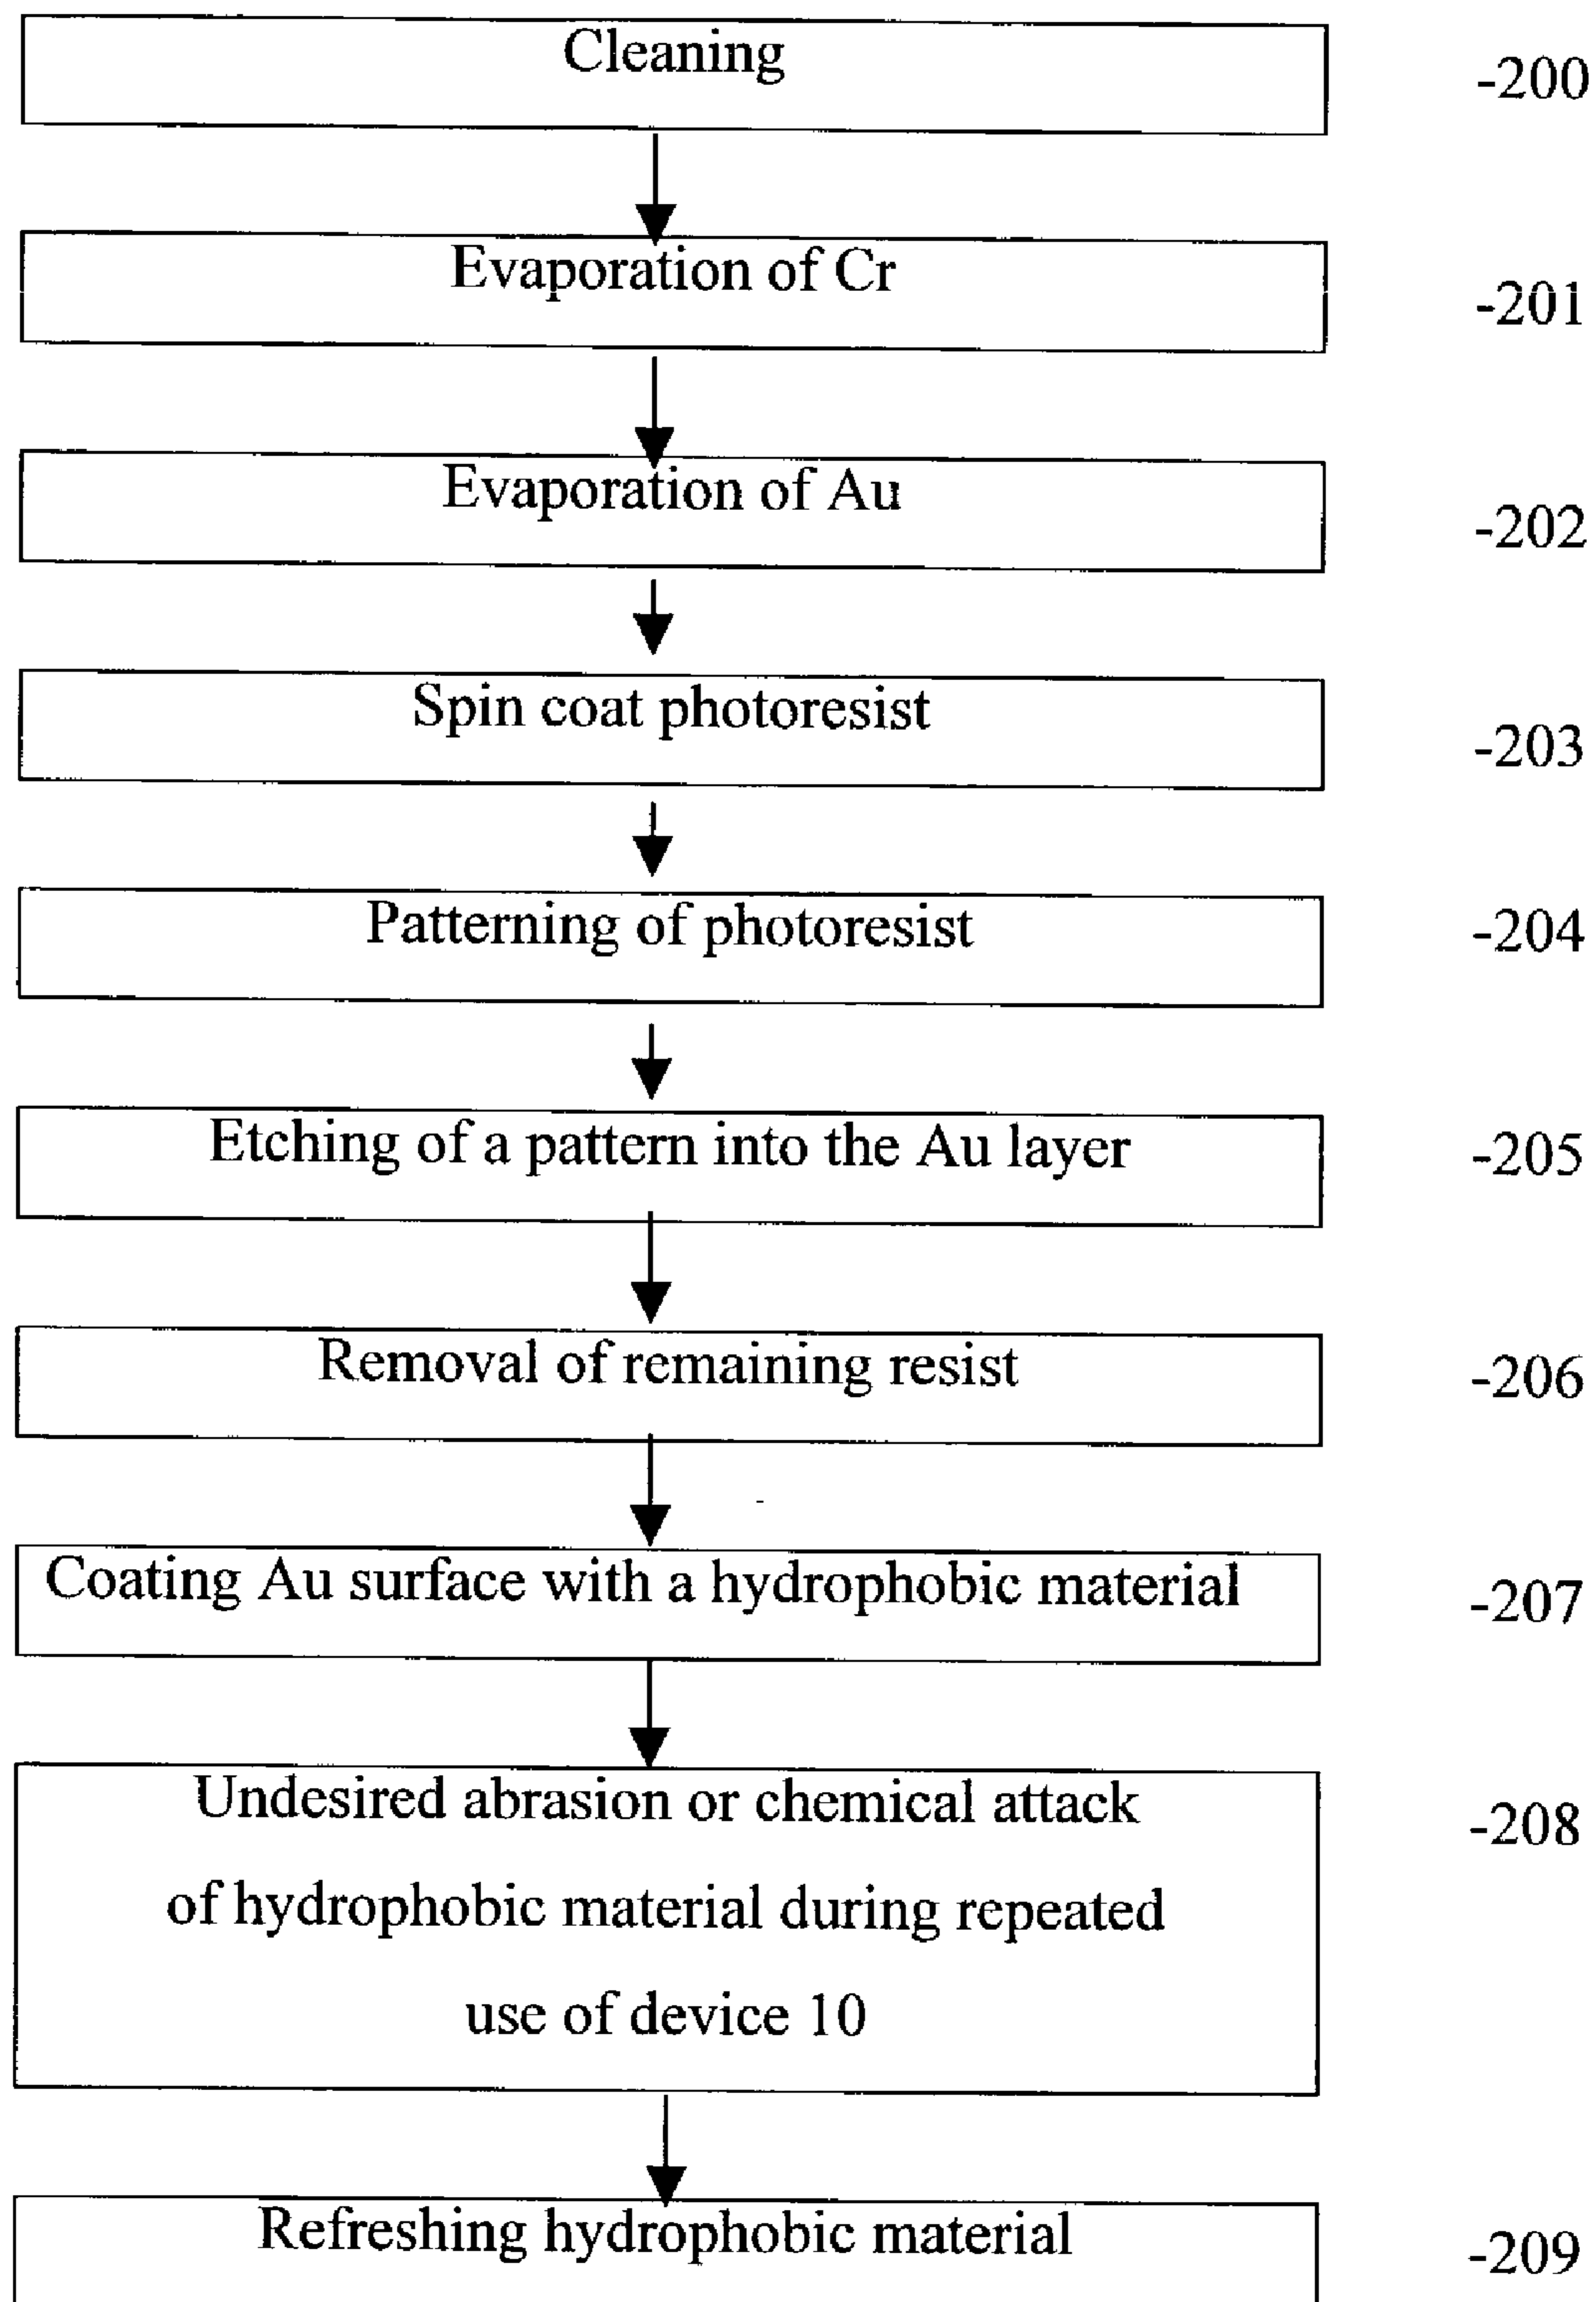 Cleaning -200
Evaporation of Cr -201
Evaporation of Au -202
Spin coat photoresist -203
Patterning of photoresist -204
Etching of a pattern into the Au layer -205
Removal of remaining resist -206
Coating Au surface with a hydrophobic material -207
Undesired abrasion or chemical attack -208
of hydrophobic material during repeated
use of device 10
Refreshing hydrophobic material -209